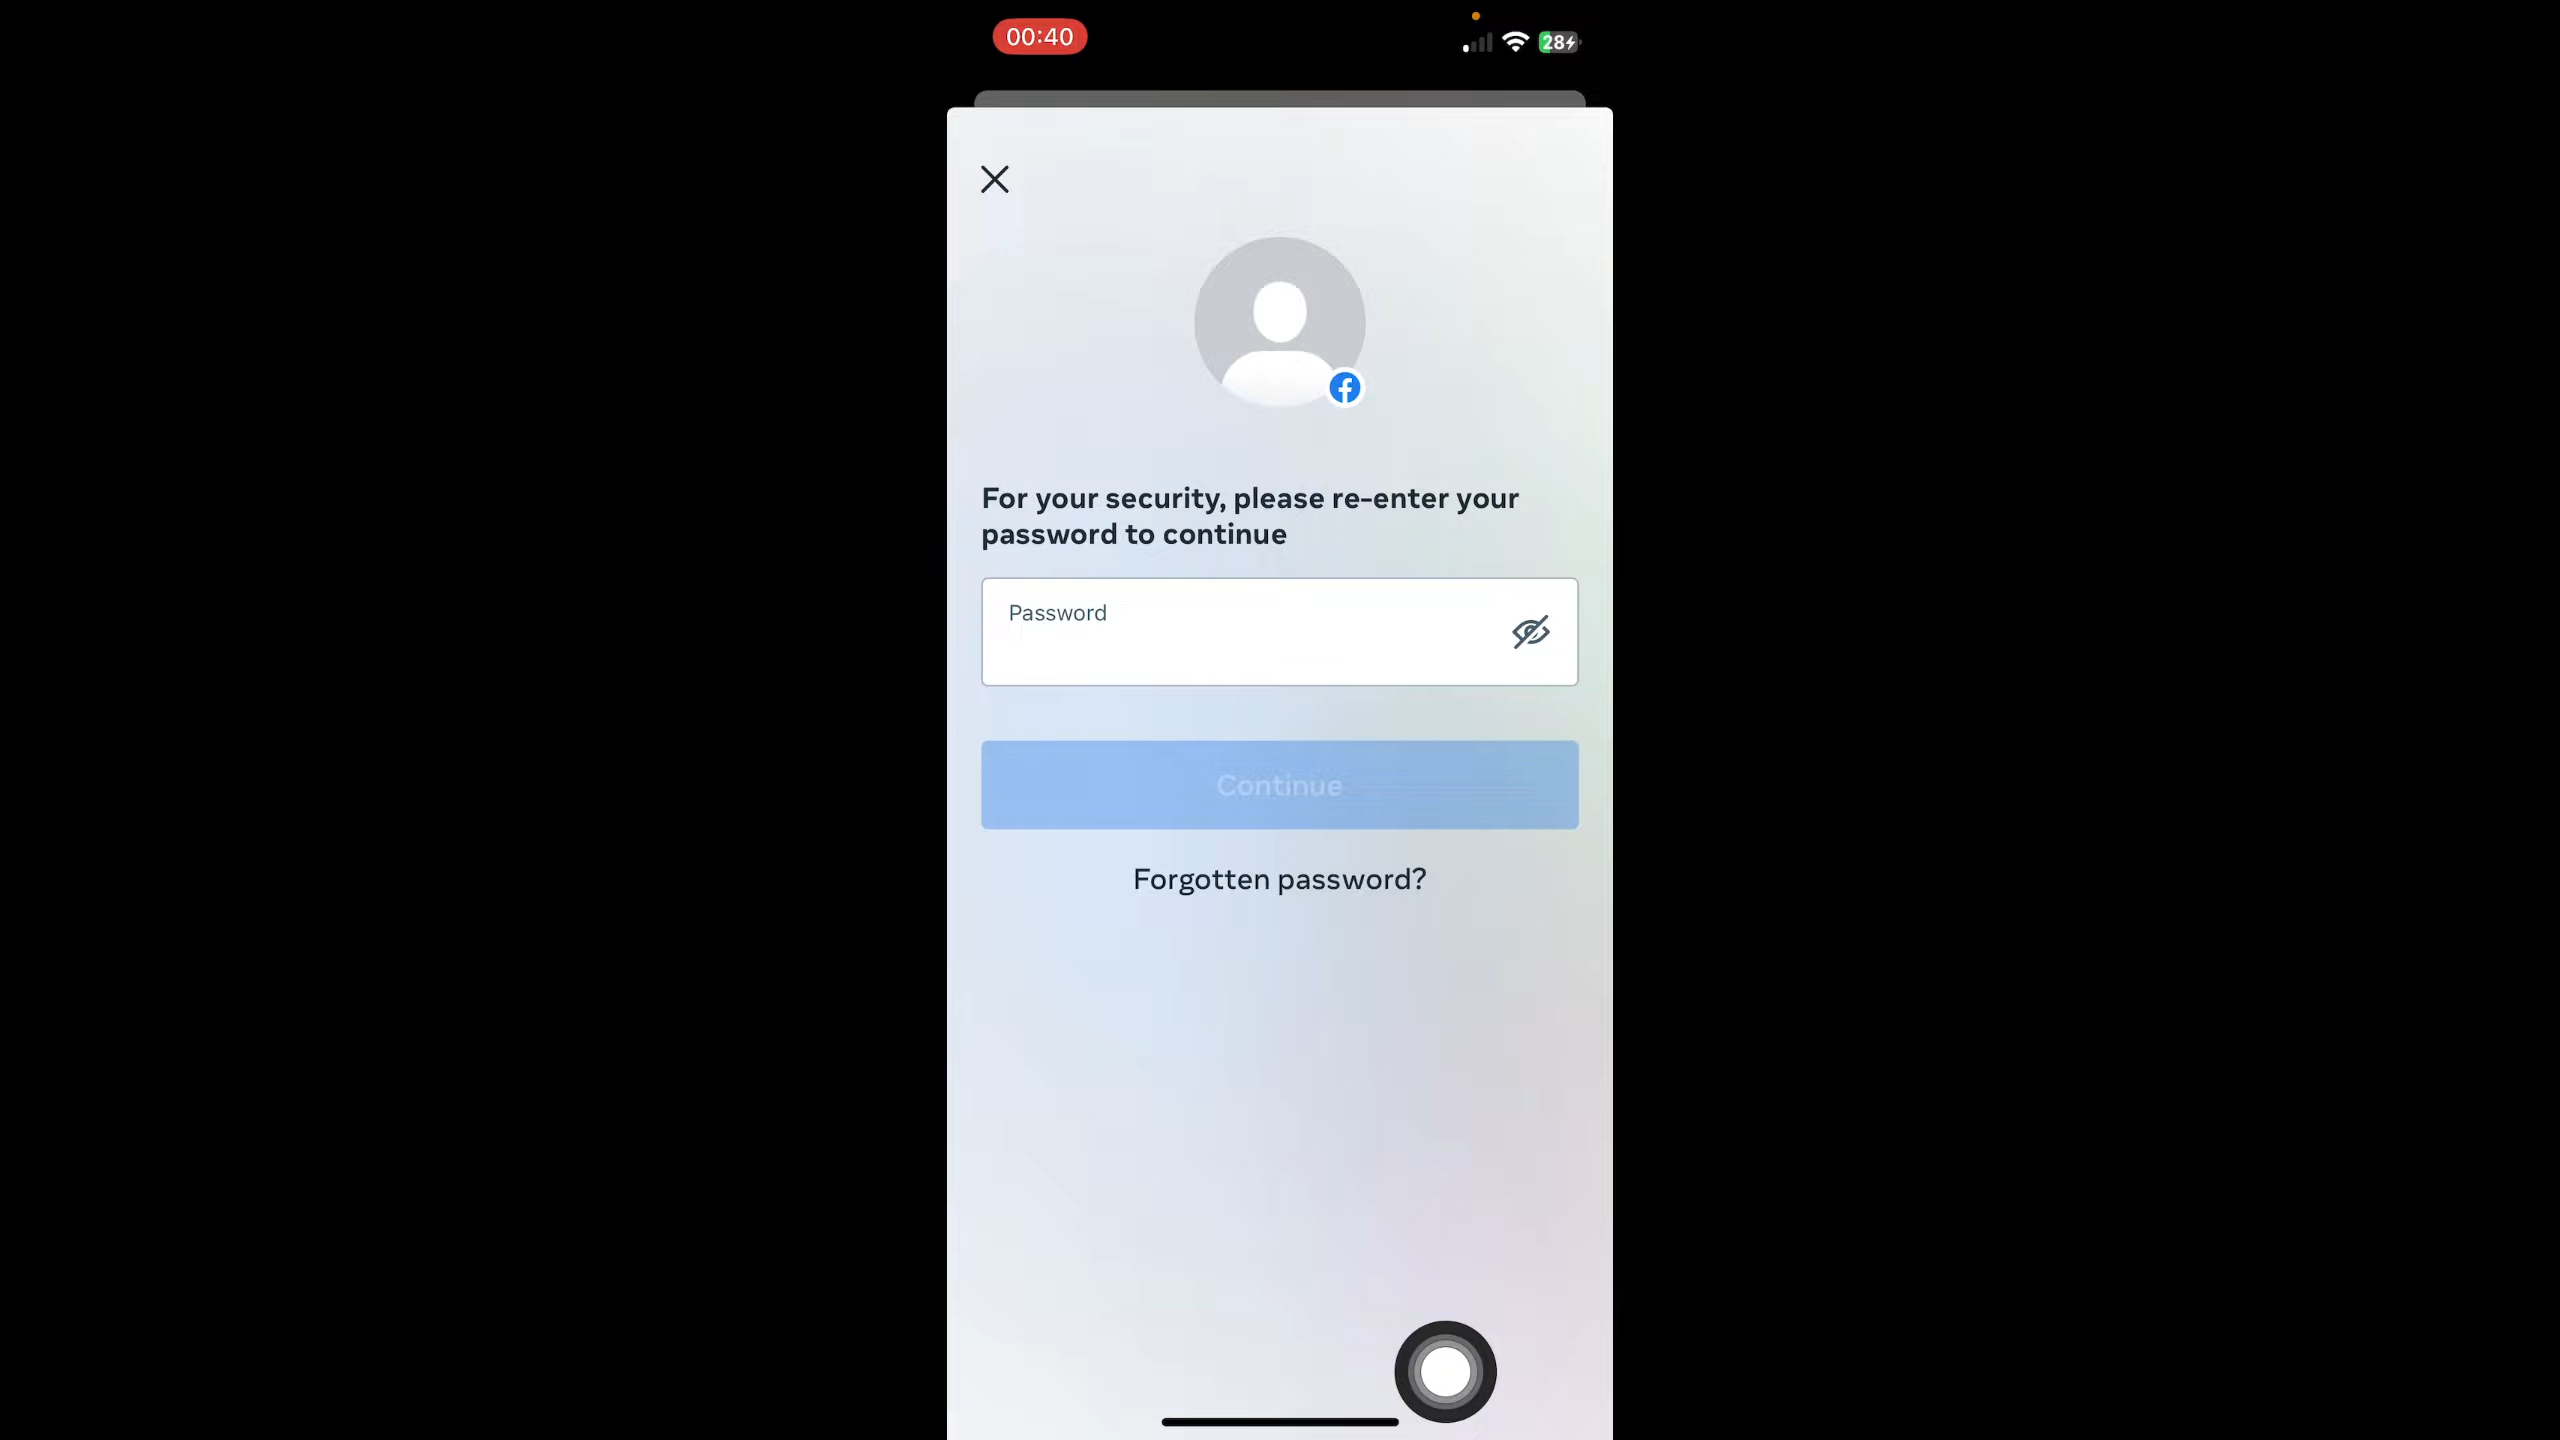 00:40
28
For your security, please re-enter your
password to continue
Password
Continue
Forgotten password?